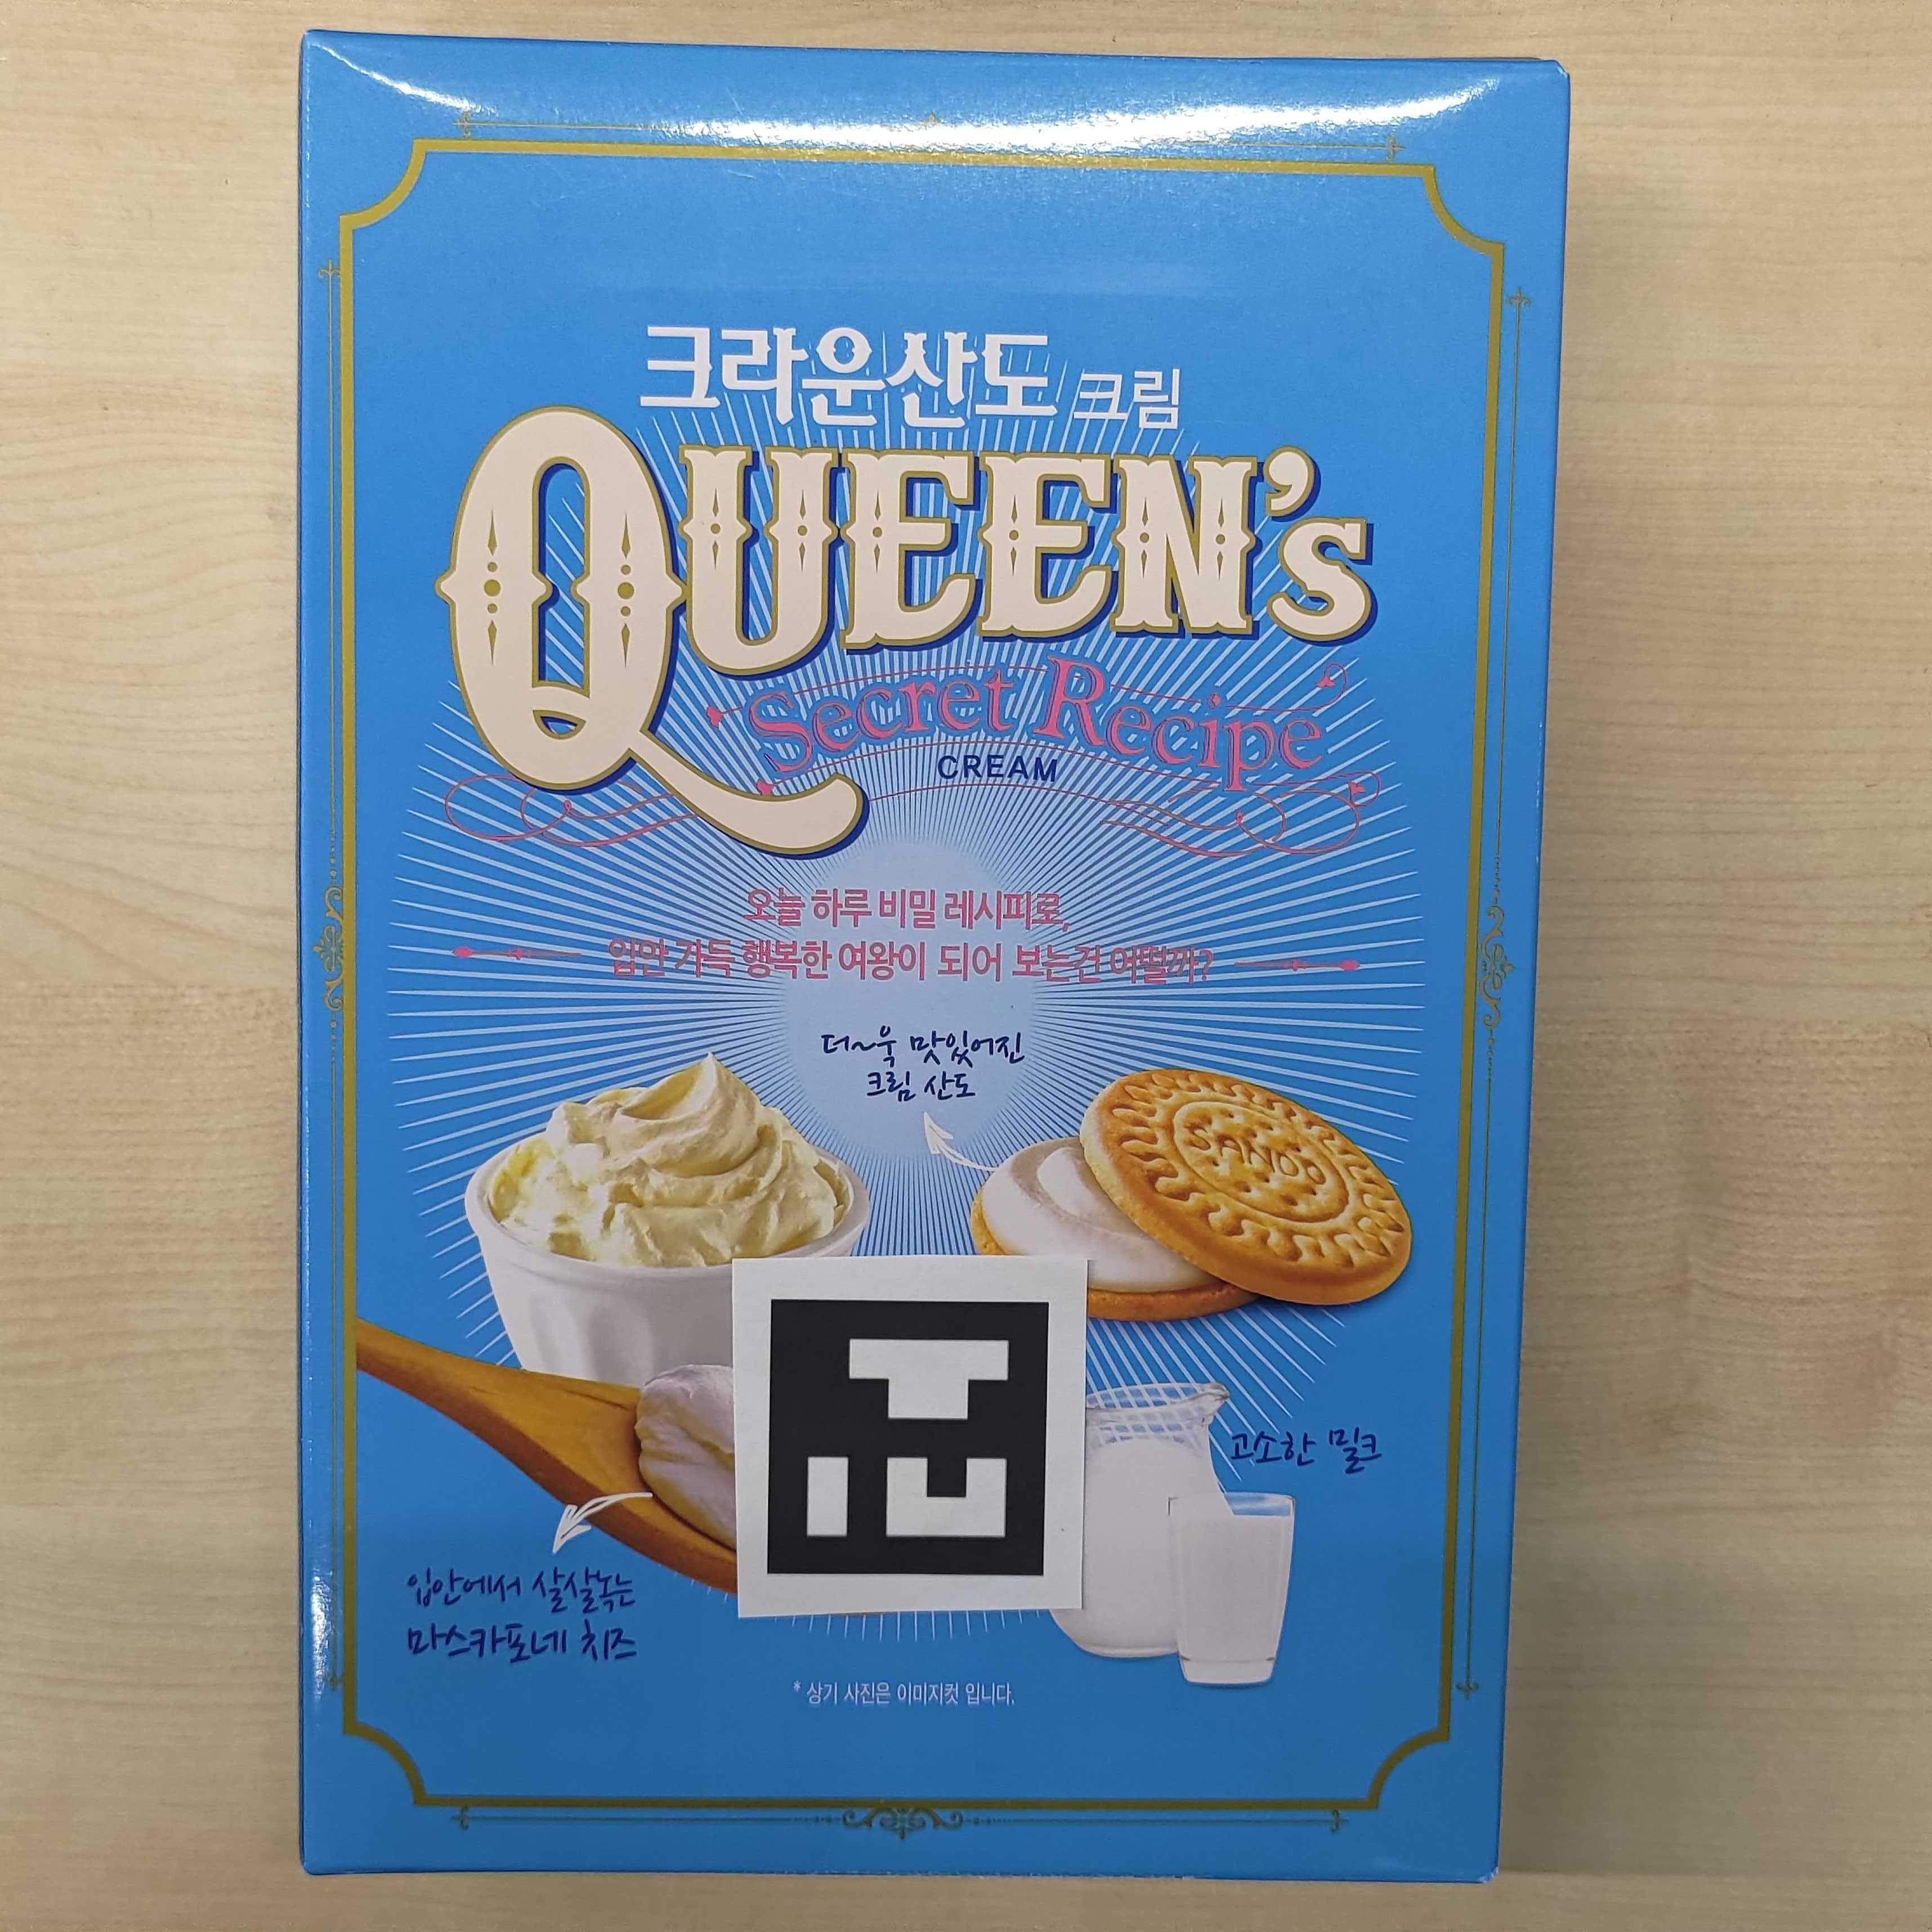 크라운산도 크림
QUEEN's
Secret Recipe
CREAM
오늘 하루 비밀 레시피로,
입안 가득 행복한 여왕이 되어 보는건 어떨까?
더~욱 맛있어진
크림 산도
SANDO
고소한 밀크
입안에서 살살녹는
마스카포네 치즈
* 상기 사진은 이미지컷 입니다.